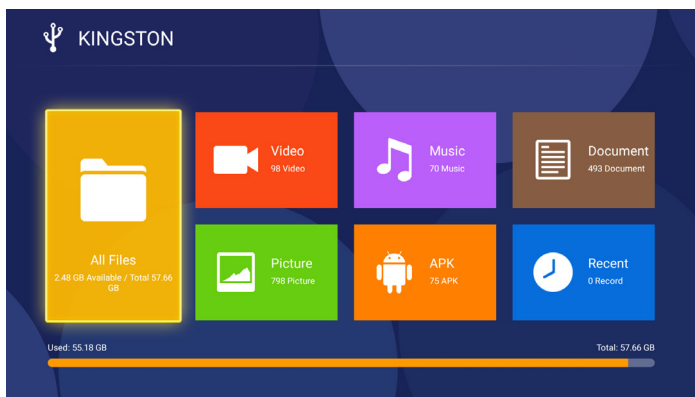 KINGSTON
All Files
2.48 GB Available / Total 57.66
GB
Video
98 Video
Music
70 Music
Document
493 Document
Picture
798 Picture
APK
75 APK
Recent
0 Record
Used: 55.18 GB
Total: 57.66 GB